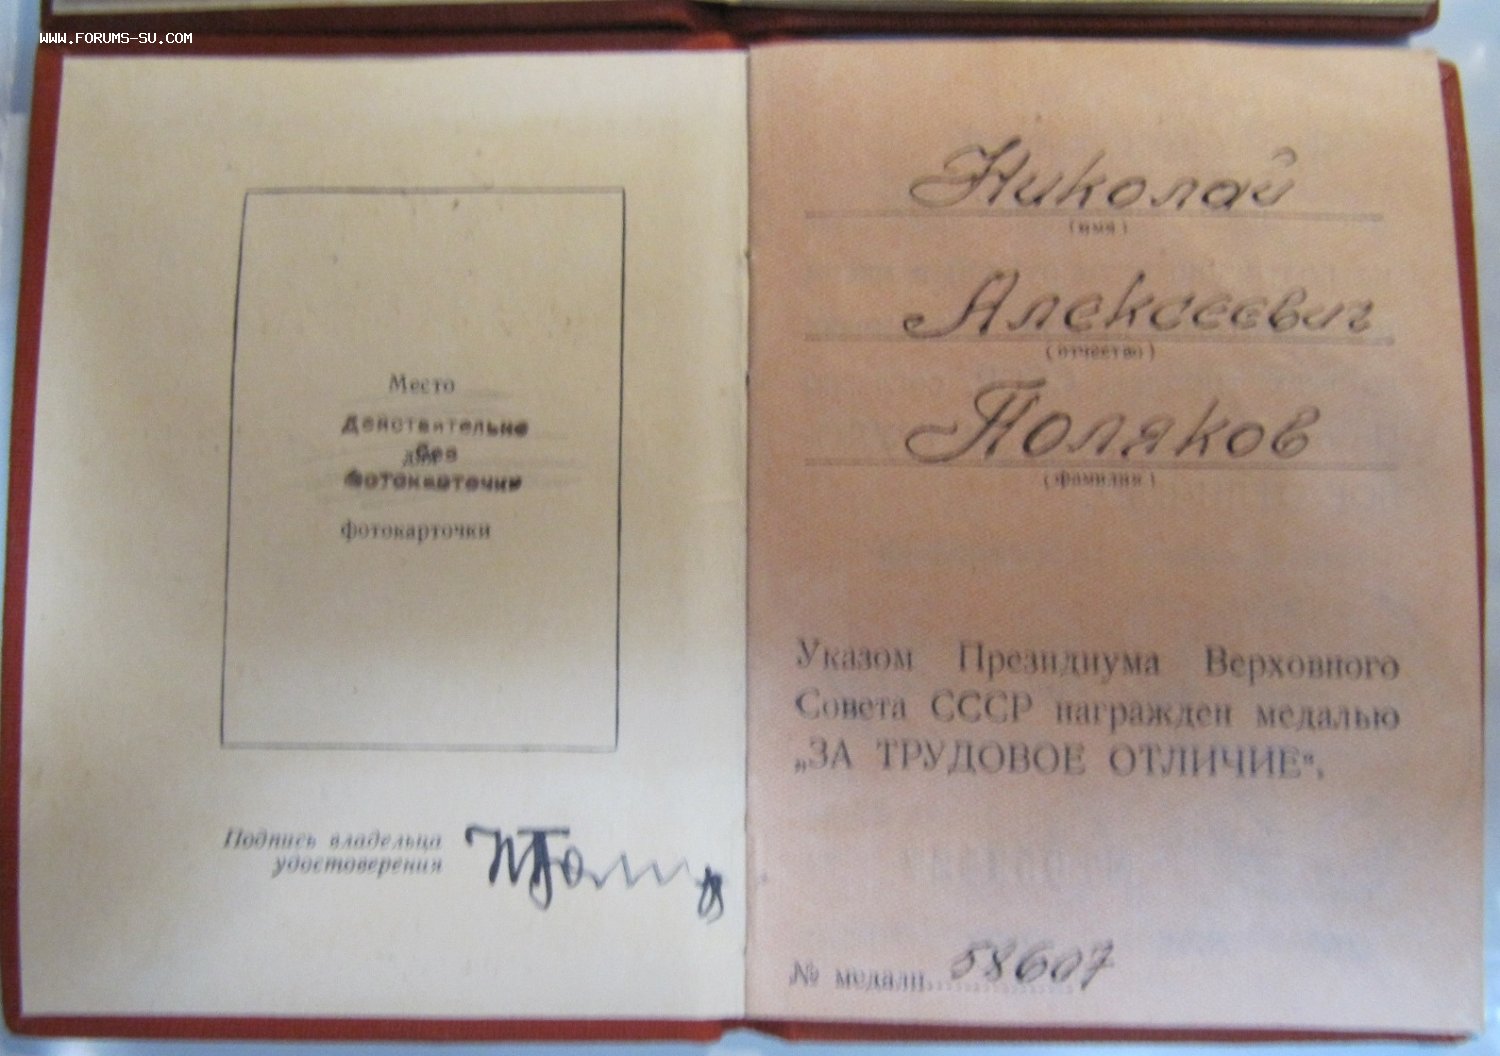 WWW.FORUMS-SU.COM
Место
Действительно
без
для
фотокарточки
фотокарточки
Подпись владельца
удостоверения
Николай
(имя)
Алексеевич
(отчество)
Поляков
(фамилия)
Указом Президиума Верховного
Совета СССР награжден медалью
„ЗА ТРУДОВОЕ ОТЛИЧИЕ“.
№ медали 58607